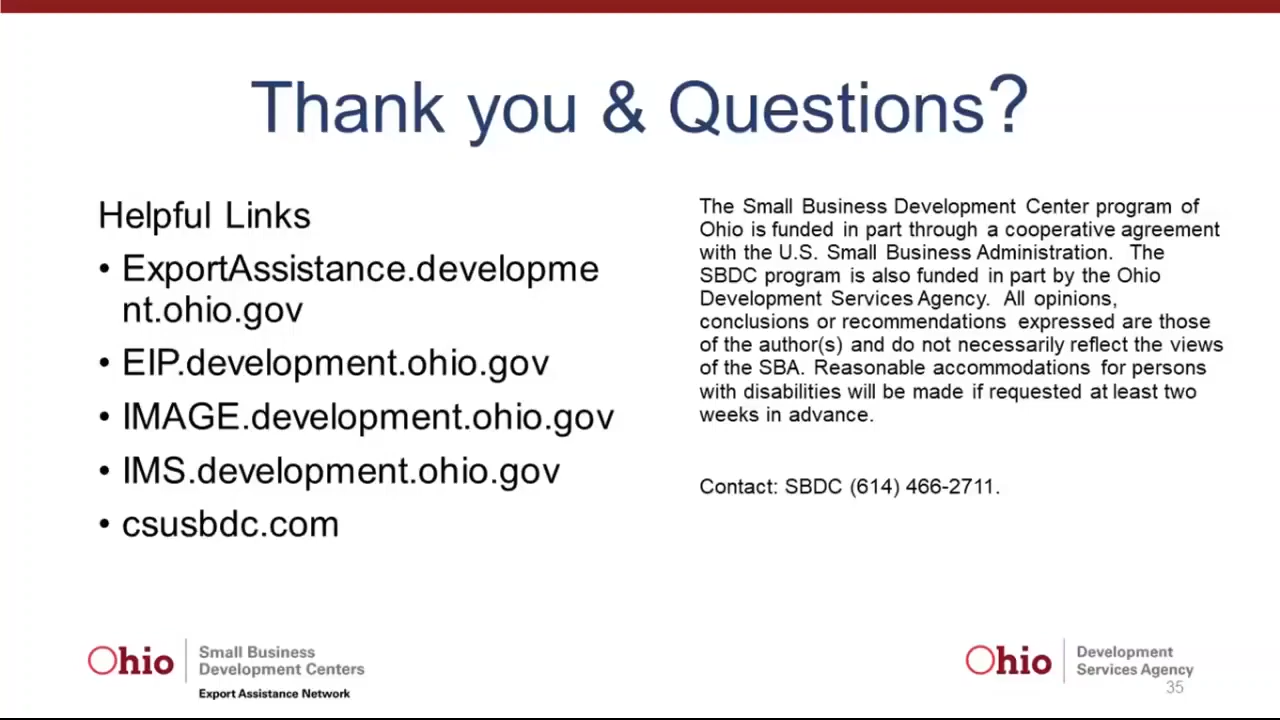 Thank you & Questions?
Helpful Links
• ExportAssistance.developme
nt.ohio.gov
• EIP.development.ohio.gov
• IMAGE.development.ohio.gov
• IMS.development.ohio.gov
• csusbdc.com
The Small Business Development Center program of
Ohio is funded in part through a cooperative agreement
with the U.S. Small Business Administration. The
SBDC program is also funded in part by the Ohio
Development Services Agency. All opinions,
conclusions or recommendations expressed are those
of the author(s) and do not necessarily reflect the views
of the SBA. Reasonable accommodations for persons
with disabilities will be made if requested at least two
weeks in advance.
Contact: SBDC (614) 466-2711.
Ohio
Small Business
Development Centers
Export Assistance Network
Ohio
Development
Services Agency
35